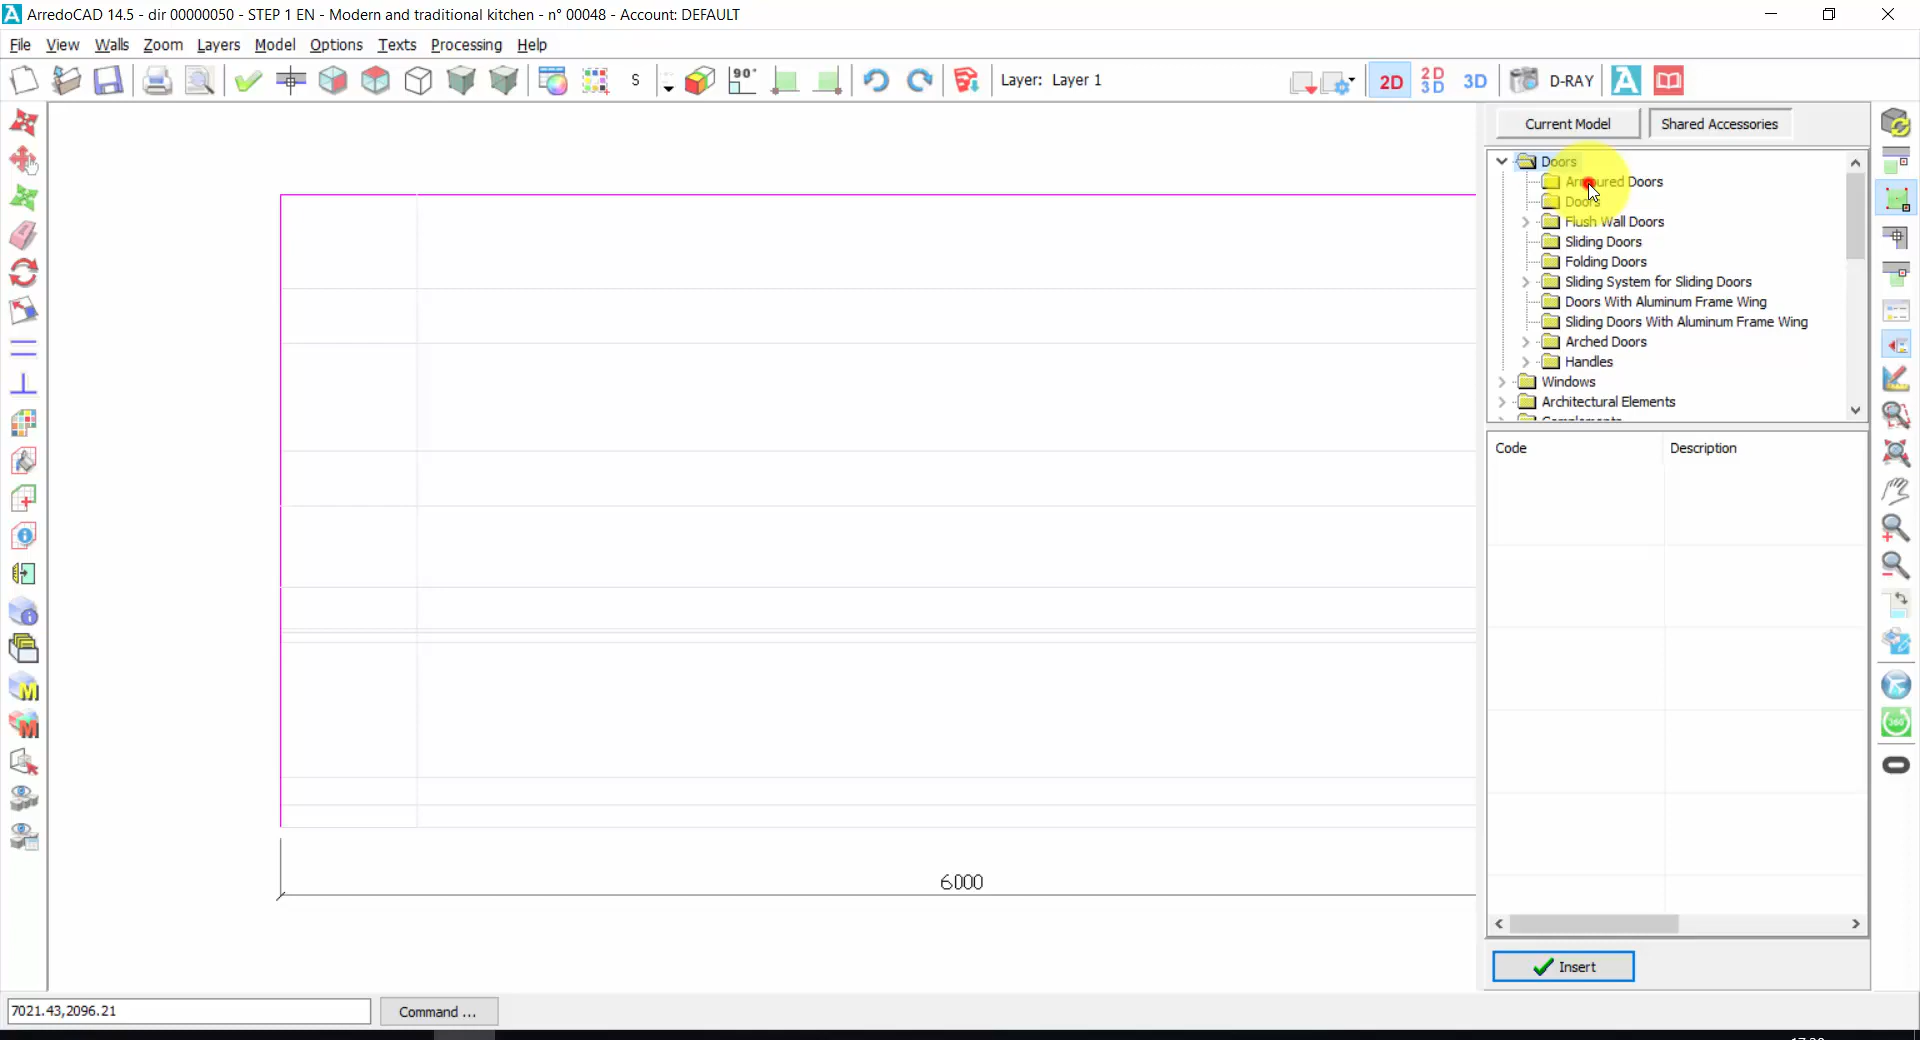 ArredoCAD 14.5 - dir 00000050 - STEP 1 EN - Modern and traditional kitchen - n° 00048 - Account: DEFAULT
File View Walls Zoom Layers Model Options Texts Processing Help
S 90° Layer: Layer 1 2D 2D 3D 3D D-RAY
Current Model Shared Accessories
Doors
Armoured Doors
Doors
Flush Wall Doors
Sliding Doors
Folding Doors
Sliding System for Sliding Doors
Doors With Aluminum Frame Wing
Sliding Doors With Aluminum Frame Wing
Arched Doors
Handles
Windows
Architectural Elements
Code Description
6000
Insert
7021.43,2096.21 Command ...